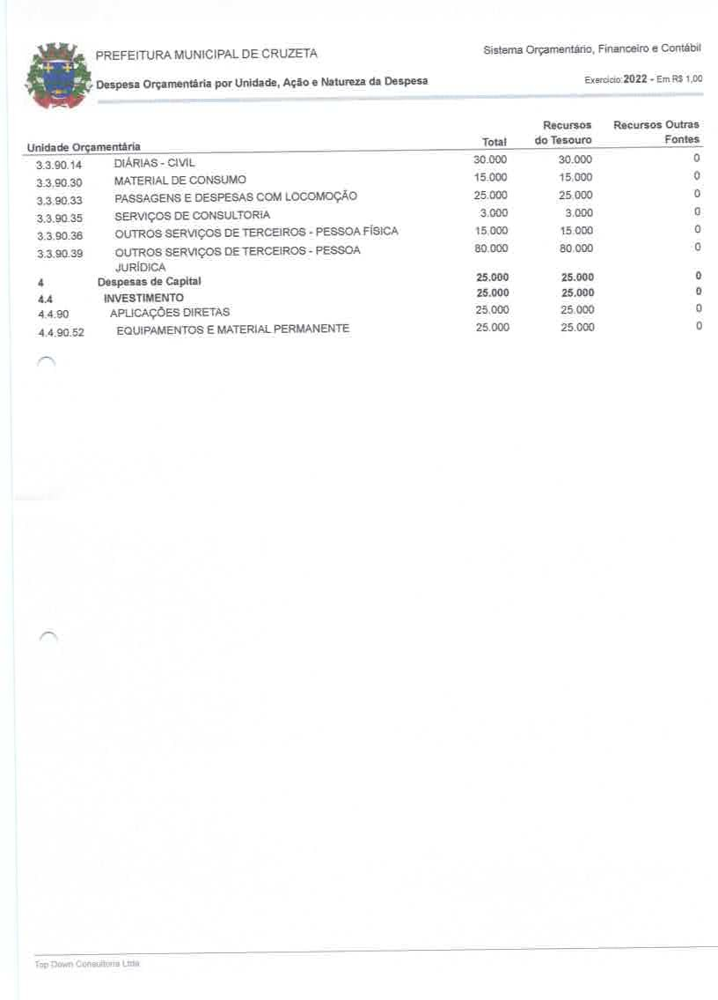 PREFEITURA MUNICIPAL DE CRUZETA
Sistema Orçamentário, Financeiro e Contábil
Despesa Orçamentária por Unidade, Ação e Natureza da Despesa
Exercício: 2022 - Em R$ 1,00
Unidade Orçamentária Total Recursos do Tesouro Recursos Outras Fontes
3.3.90.14 DIÁRIAS - CIVIL 30.000 30.000 0
3.3.90.30 MATERIAL DE CONSUMO 15.000 15.000 0
3.3.90.33 PASSAGENS E DESPESAS COM LOCOMOÇÃO 25.000 25.000 0
3.3.90.35 SERVIÇOS DE CONSULTORIA 3.000 3.000 0
3.3.90.36 OUTROS SERVIÇOS DE TERCEIROS - PESSOA FÍSICA 15.000 15.000 0
3.3.90.39 OUTROS SERVIÇOS DE TERCEIROS - PESSOA 80.000 80.000 0
JURÍDICA
4 Despesas de Capital 25.000 25.000 0
4.4 INVESTIMENTO 25.000 25.000 0
4.4.90 APLICAÇÕES DIRETAS 25.000 25.000 0
4.4.90.52 EQUIPAMENTOS E MATERIAL PERMANENTE 25.000 25.000 0
Top Down Consultoria Ltda